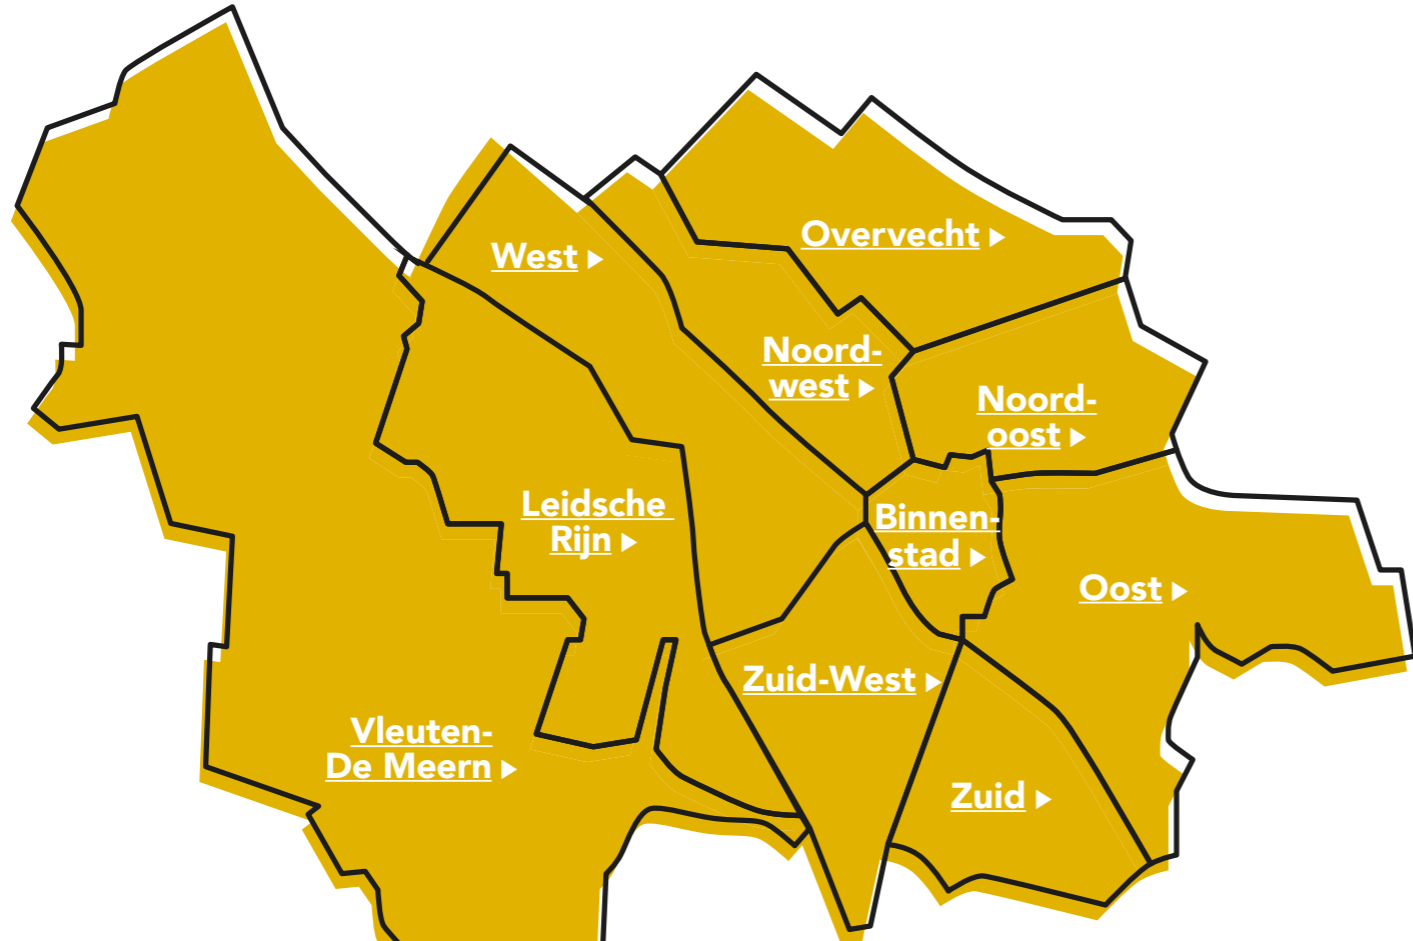 Overvecht
West
Noord-
west
Noord-
oost
Leidsche
Rijn
Binnen-
stad
Oost
Zuid-West
Vleuten-
De Meern
Zuid